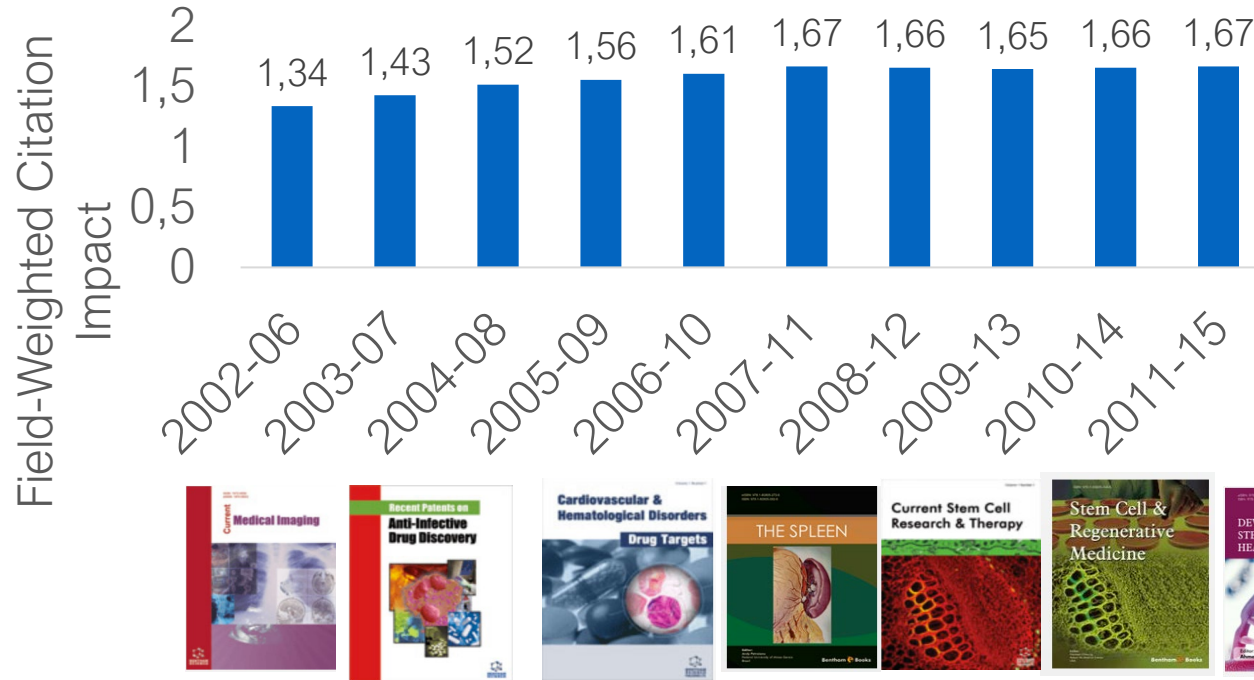 Field-Weighted Citation
Impact
2
1,5
1
0,5
0
1,34
1,43
1,52
1,56
1,61
1,67
1,66
1,65
1,66
1,67
2002-06
2003-07
2004-08
2005-09
2006-10
2007-11
2008-12
2009-13
2010-14
2011-15
Current
Medical Imaging
Recent Patents on
Anti-Infective
Drug Discovery
Cardiovascular &
Hematological Disorders
Drug Targets
THE SPLEEN
Bentham Books
Current Stem Cell
Research & Therapy
Stem Cell &
Regenerative
Medicine
Bentham Books